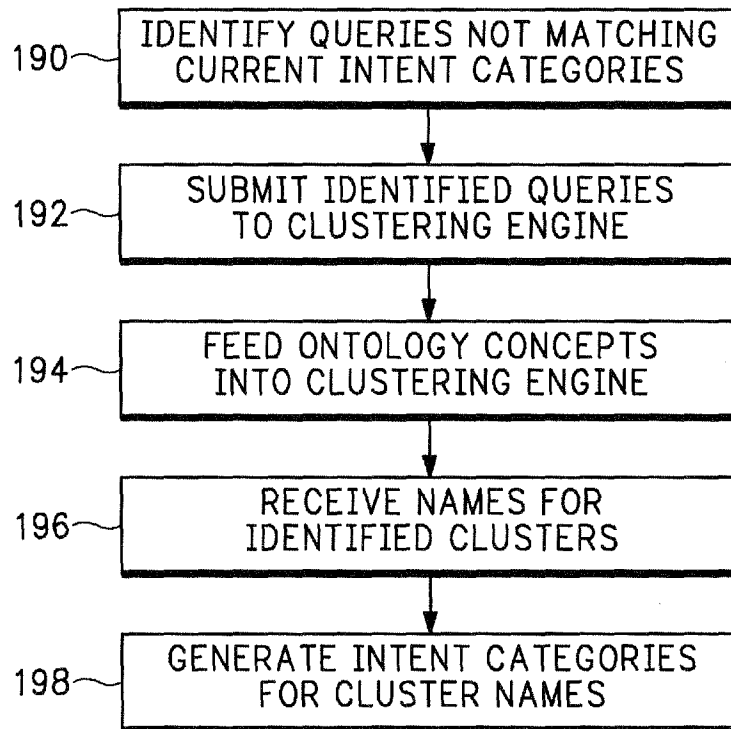 190
IDENTIFY QUERIES NOT MATCHING
CURRENT INTENT CATEGORIES
192
SUBMIT IDENTIFIED QUERIES
TO CLUSTERING ENGINE
194
FEED ONTOLOGY CONCEPTS
INTO CLUSTERING ENGINE
196
RECEIVE NAMES FOR
IDENTIFIED CLUSTERS
198
GENERATE INTENT CATEGORIES
FOR CLUSTER NAMES